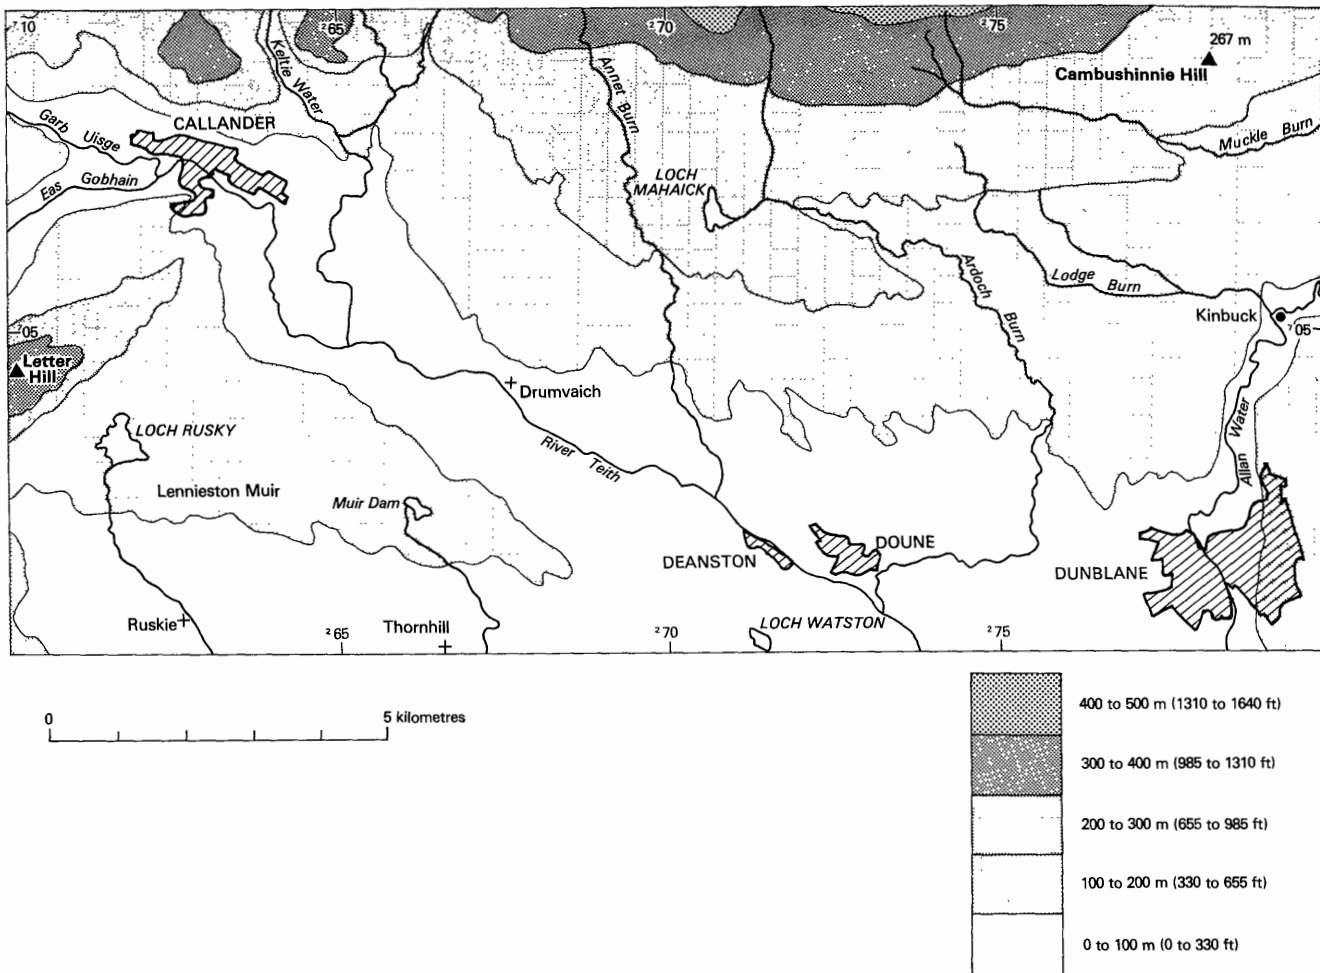 ⁷10
²65
²70
²75
267 m
Cambushinnie Hill
Keltie Water
Annet Burn
Garb Uisge
CALLANDER
Muckle Burn
Eas Gobhain
LOCH
MAHAICK
Ardoch Burn
Lodge Burn
Kinbuck
⁷05
⁷05
Letter
Hill
Drumvaich
LOCH RUSKY
River Teith
Allan Water
Lennieston Muir
Muir Dam
DEANSTON
DOUNE
DUNBLANE
Ruskie
²65
Thornhill
²70
LOCH WATSTON
²75
0
5 kilometres
400 to 500 m (1310 to 1640 ft)
300 to 400 m (985 to 1310 ft)
200 to 300 m (655 to 985 ft)
100 to 200 m (330 to 655 ft)
0 to 100 m (0 to 330 ft)